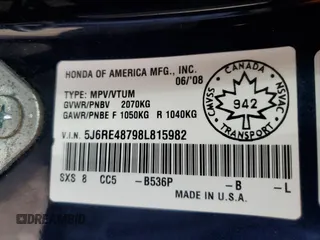 HONDA OF AMERICA MFG., INC.
06/'08
TYPE: MPV/VTUM
GVWR/PNBV 2070KG
GAWR/PNBE F 1050KG R 1040KG
V.I.N. 5J6RE48798L815982
CANADA
CMVSS
NSVAC
942
TRANSPORT
SXS 8 CC5 -B536P -B -L
MADE IN U.S.A.
DREAMBID